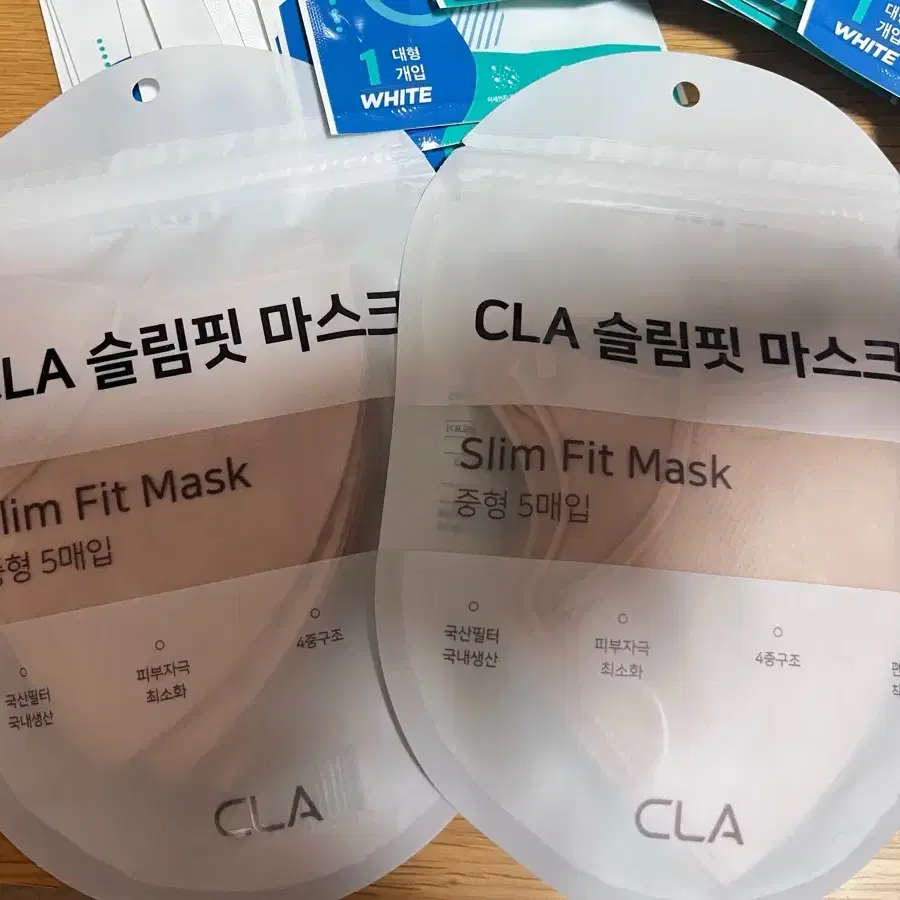 1
대형
개입
WHITE
1
대형
개입
WHITE
LA 슬림핏 마스크
lim Fit Mask
형 5매입
국산필터
국내생산
피부자극
최소화
4중구조
CLA
CLA 슬림핏 마스크
Slim Fit Mask
중형 5매입
국산필터
국내생산
피부자극
최소화
4중구조
CLA